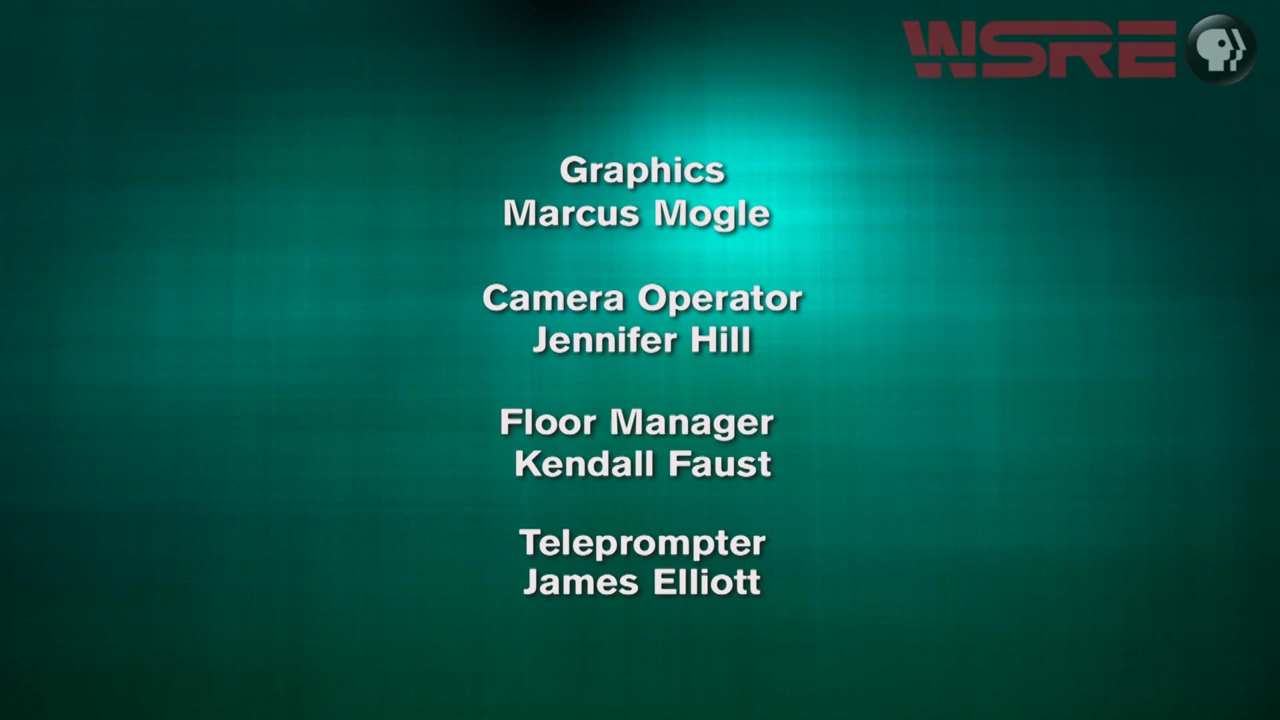 WSRE
Graphics
Marcus Mogle
Camera Operator
Jennifer Hill
Floor Manager
Kendall Faust
Teleprompter
James Elliott